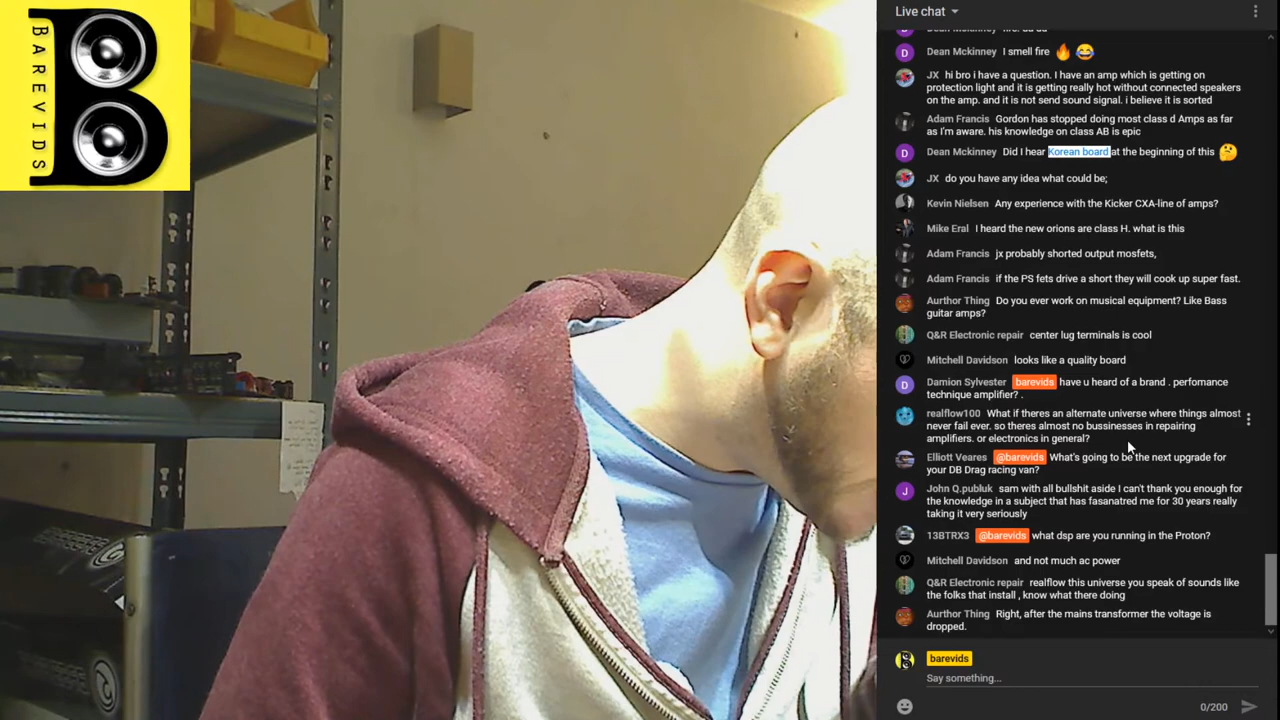 BAREVIDS
Live chat
Dean Mckinney I smell fire 🔥 😂
JX hi bro i have a question. I have an amp which is getting on
protection light and it is getting really hot without connected speakers
on the amp. and it is not send sound signal. i believe it is sorted
Adam Francis Gordon has stopped doing most class d Amps as far
as I'm aware. his knowledge on class AB is epic
Dean Mckinney Did I hear Korean board at the beginning of this 🤔
JX do you have any idea what could be;
Kevin Nielsen Any experience with the Kicker CXA-line of amps?
Mike Eral I heard the new orions are class H. what is this
Adam Francis jx probably shorted output mosfets,
Adam Francis if the PS fets drive a short they will cook up super fast.
Aurthor Thing Do you ever work on musical equipment? Like Bass
guitar amps?
Q&R Electronic repair center lug terminals is cool
Mitchell Davidson looks like a quality board
Damion Sylvester barevids have u heard of a brand . perfomance
technique amplifier? .
realflow100 What if theres an alternate universe where things almost
never fail ever. so theres almost no bussinesses in repairing
amplifiers. or electronics in general?
Elliott Veares @barevids What's going to be the next upgrade for
your DB Drag racing van?
John Q.publuk sam with all bullshit aside I can't thank you enough for
the knowledge in a subject that has fasanatred me for 30 years really
taking it very seriously
13BTRX3 @barevids what dsp are you running in the Proton?
Mitchell Davidson and not much ac power
Q&R Electronic repair realflow this universe you speak of sounds like
the folks that install , know what there doing
Aurthor Thing Right, after the mains transformer the voltage is
dropped.
barevids
Say something...
0/200